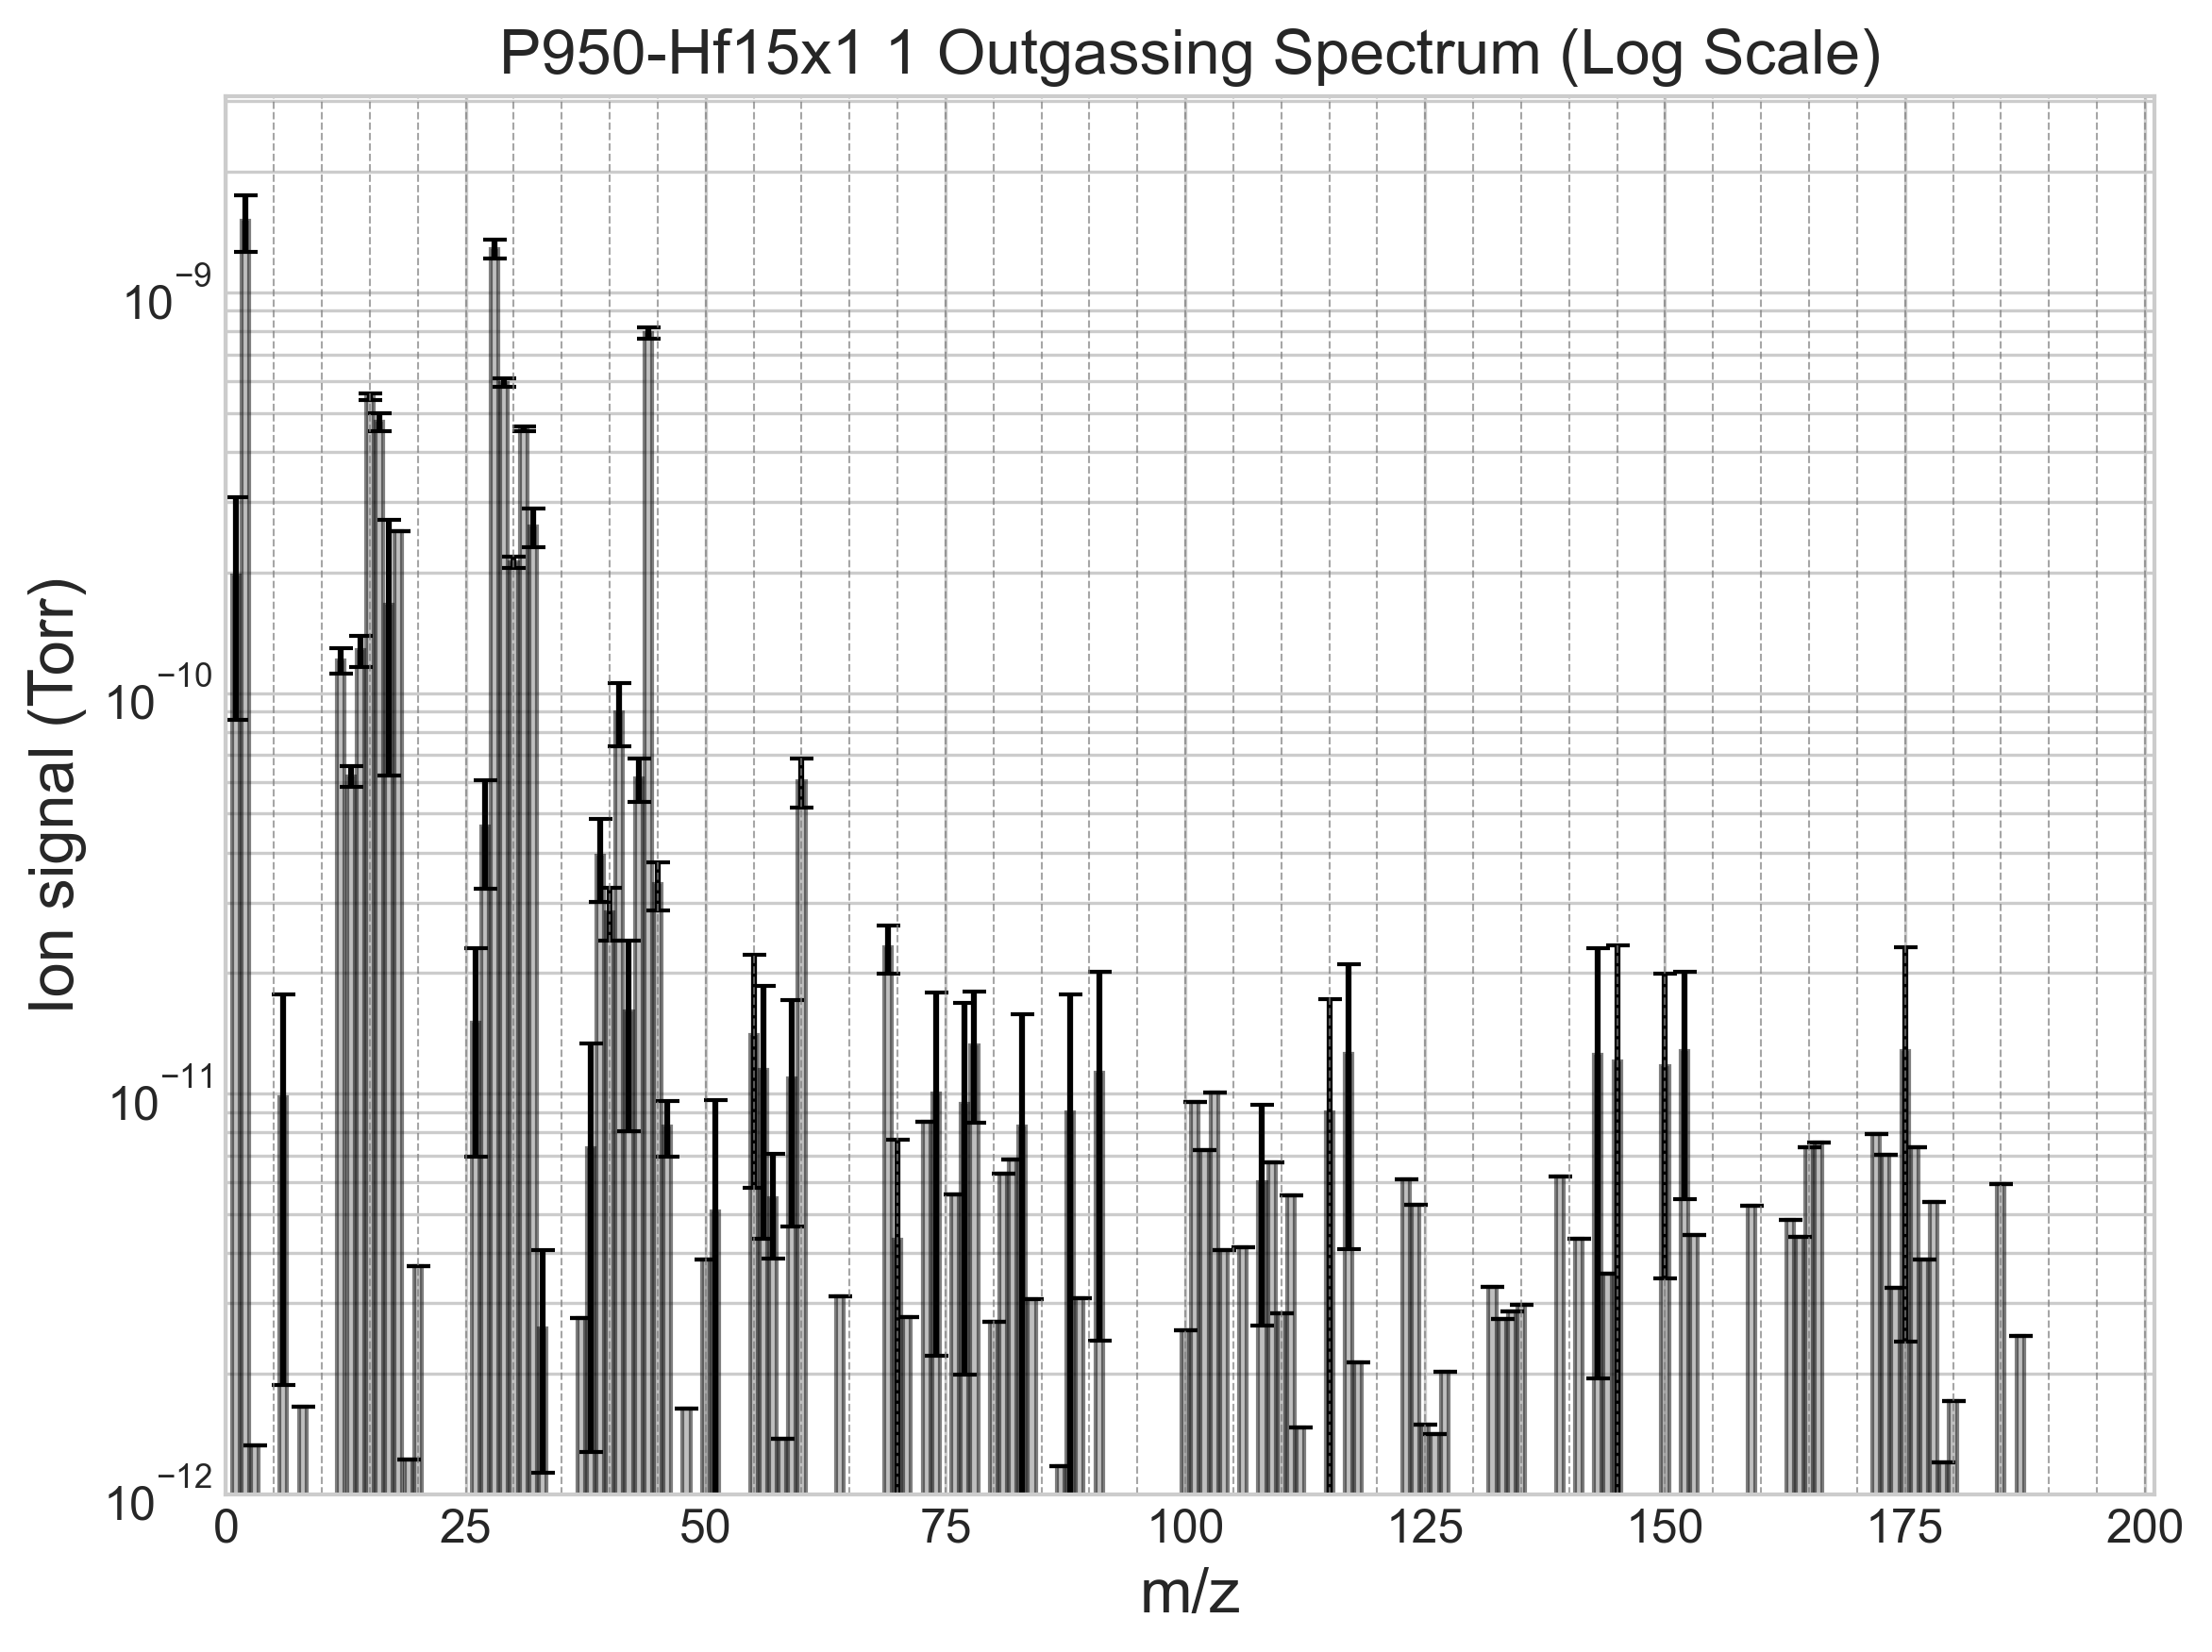 P950-Hf15x1 1 Outgassing Spectrum (Log Scale)
Ion signal (Torr)
10⁻⁹
10⁻¹⁰
10⁻¹¹
10⁻¹²
0 25 50 75 100 125 150 175 200
m/z